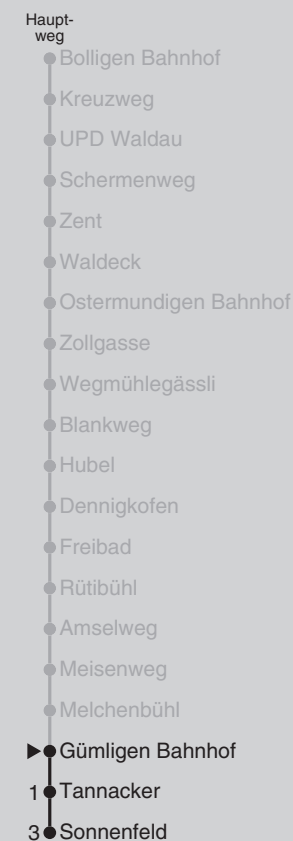 Haupt-
weg
Bolligen Bahnhof
Kreuzweg
UPD Waldau
Schermenweg
Zent
Waldeck
Ostermundigen Bahnhof
Zollgasse
Wegmühlegässli
Blankweg
Hubel
Dennigkofen
Freibad
Rütibühl
Amselweg
Meisenweg
Melchenbühl
Gümligen Bahnhof
1 Tannacker
3 Sonnenfeld